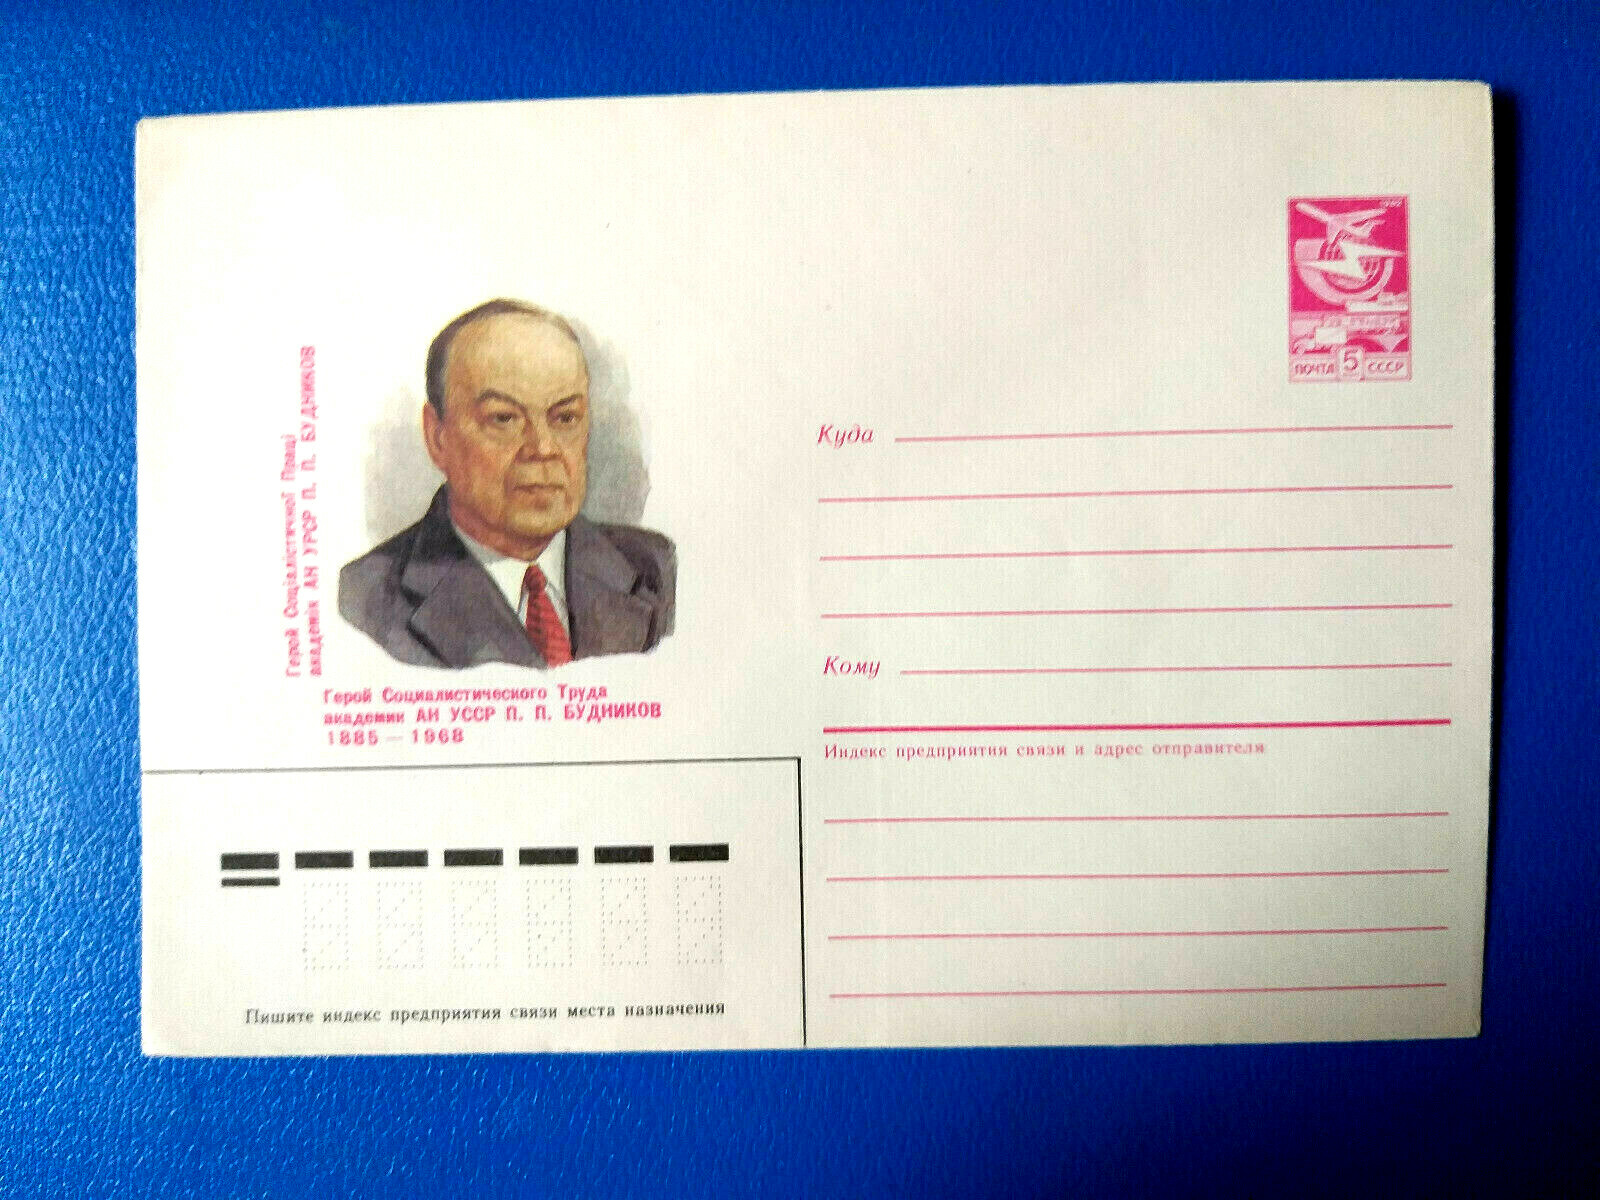 Герой Соціалістичної Праці
академік АН УРСР П. П. БУДНИКОВ
Герой Социалистического Труда
академик АН УССР П. П. БУДНИКОВ
1885 — 1968
ПОЧТА 5 СССР
Куда
Кому
Индекс предприятия связи и адрес отправителя
Пишите индекс предприятия связи места назначения